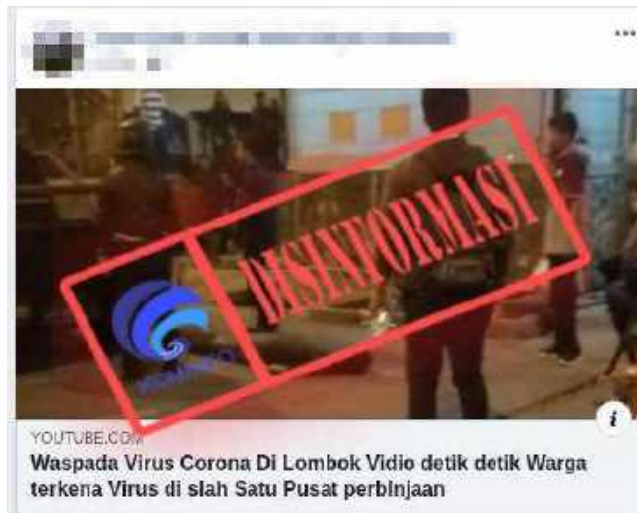 DISINFORMASI
KOMINFO
YOUTUBE.COM
Waspada Virus Corona Di Lombok Vidio detik detik Warga
terkena Virus di slah Satu Pusat perbinjaan